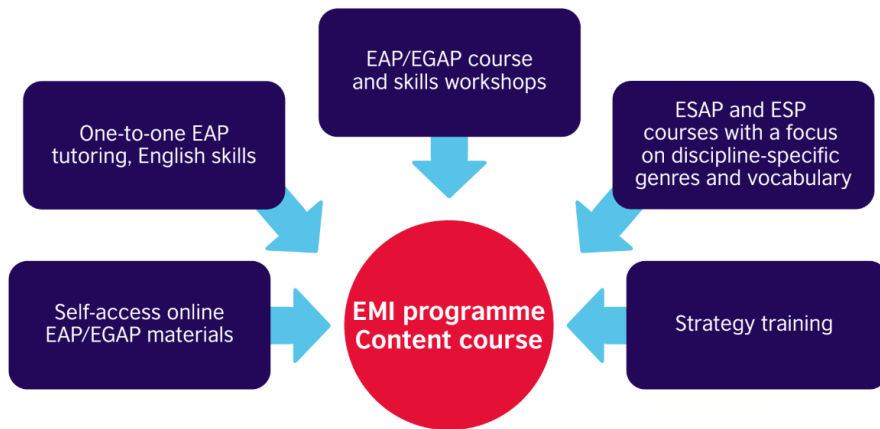 EAP/EGAP course
and skills workshops
One-to-one EAP
tutoring, English skills
ESAP and ESP
courses with a focus
on discipline-specific
genres and vocabulary
Self-access online
EAP/EGAP materials
EMI programme
Content course
Strategy training